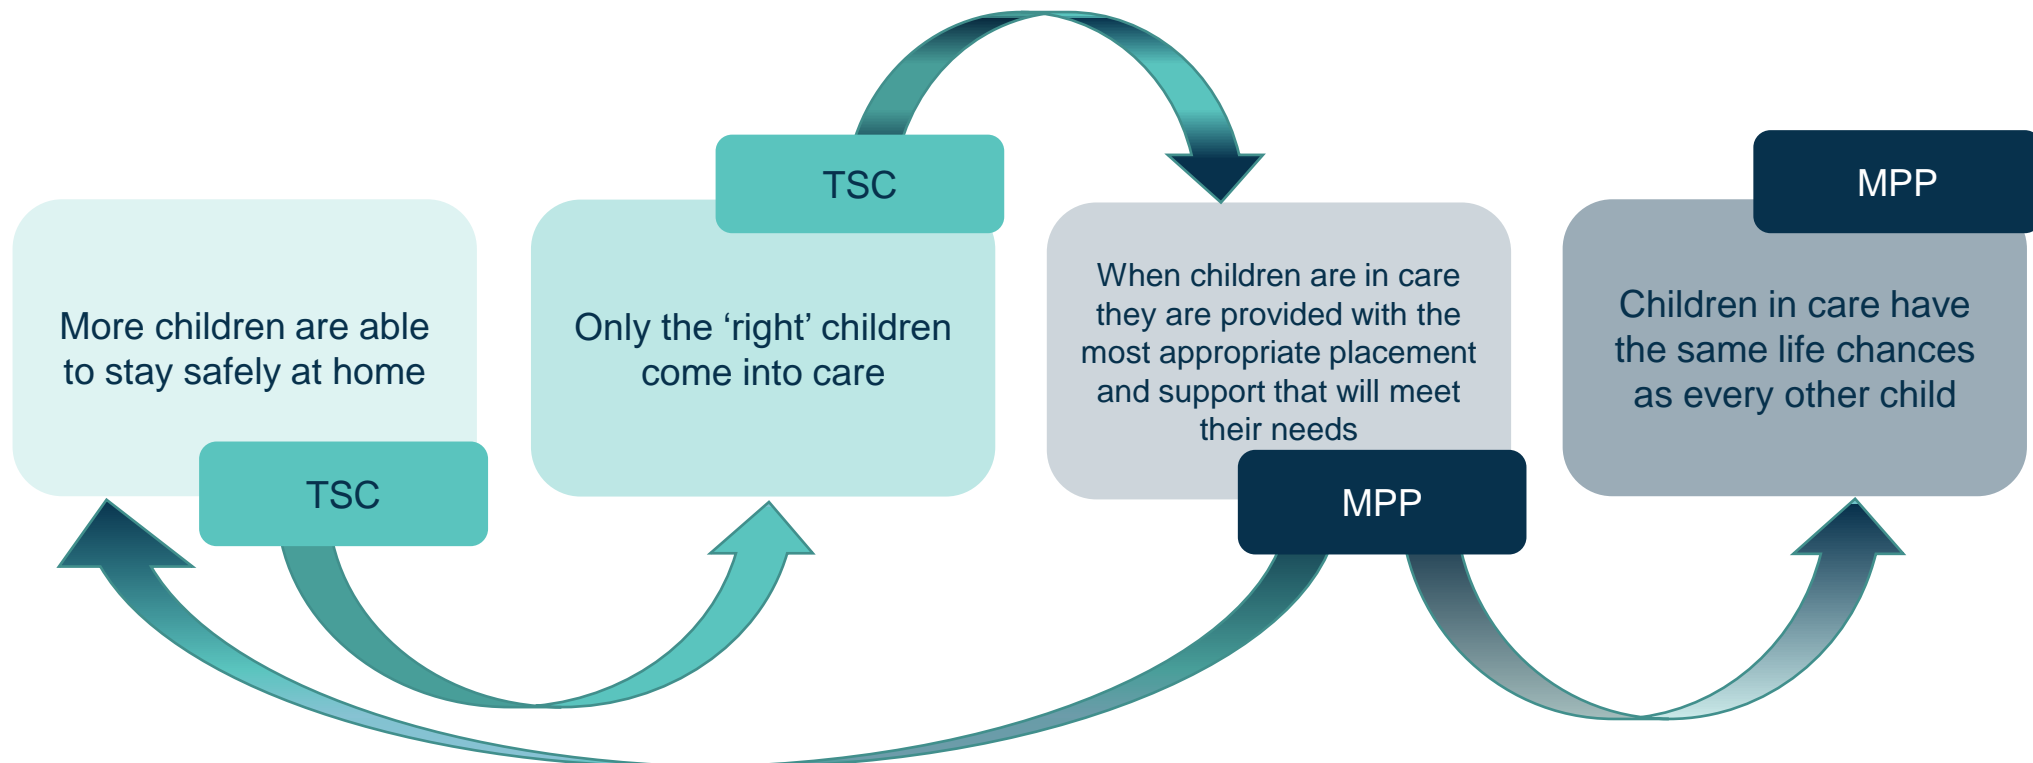 More children are able
to stay safely at home
TSC
TSC
Only the ‘right’ children
come into care
When children are in care
they are provided with the
most appropriate placement
and support that will meet
their needs
MPP
MPP
Children in care have
the same life chances
as every other child